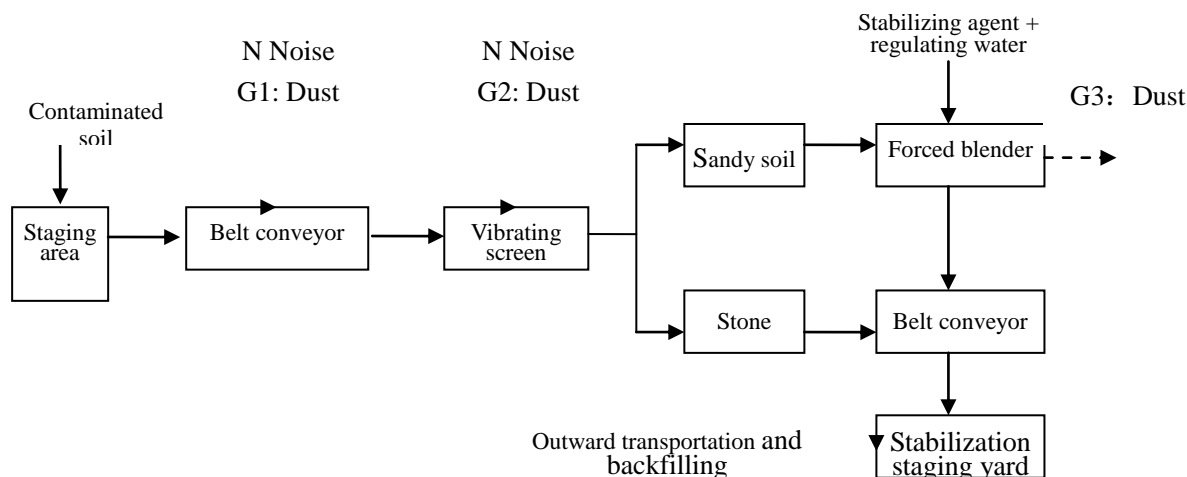 Stabilizing agent +
regulating water
N Noise
G1: Dust
N Noise
G2: Dust
G3： Dust
Contaminated
soil
Staging
area
Belt conveyor
Vibrating
screen
Sandy soil
Forced blender
Stone
Belt conveyor
Outward transportation and
backfilling
Stabilization
staging yard